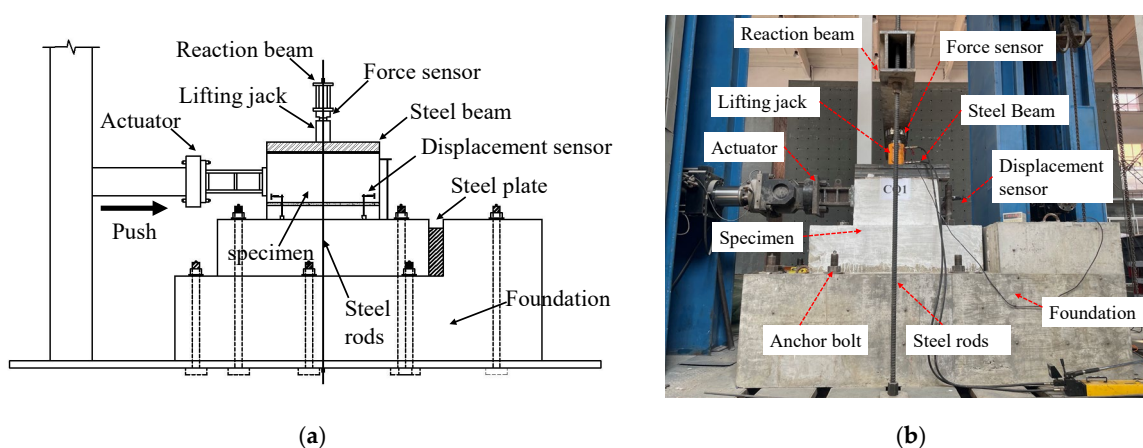 Reaction beam
Force sensor
Lifting jack
Steel beam
Actuator
Displacement sensor
Steel plate
Push
specimen
Foundation
Steel
rods
(a)
Reaction beam
Force sensor
Lifting jack
Steel Beam
Actuator
Displacement
sensor
CO1
Specimen
Foundation
Anchor bolt
Steel rods
(b)